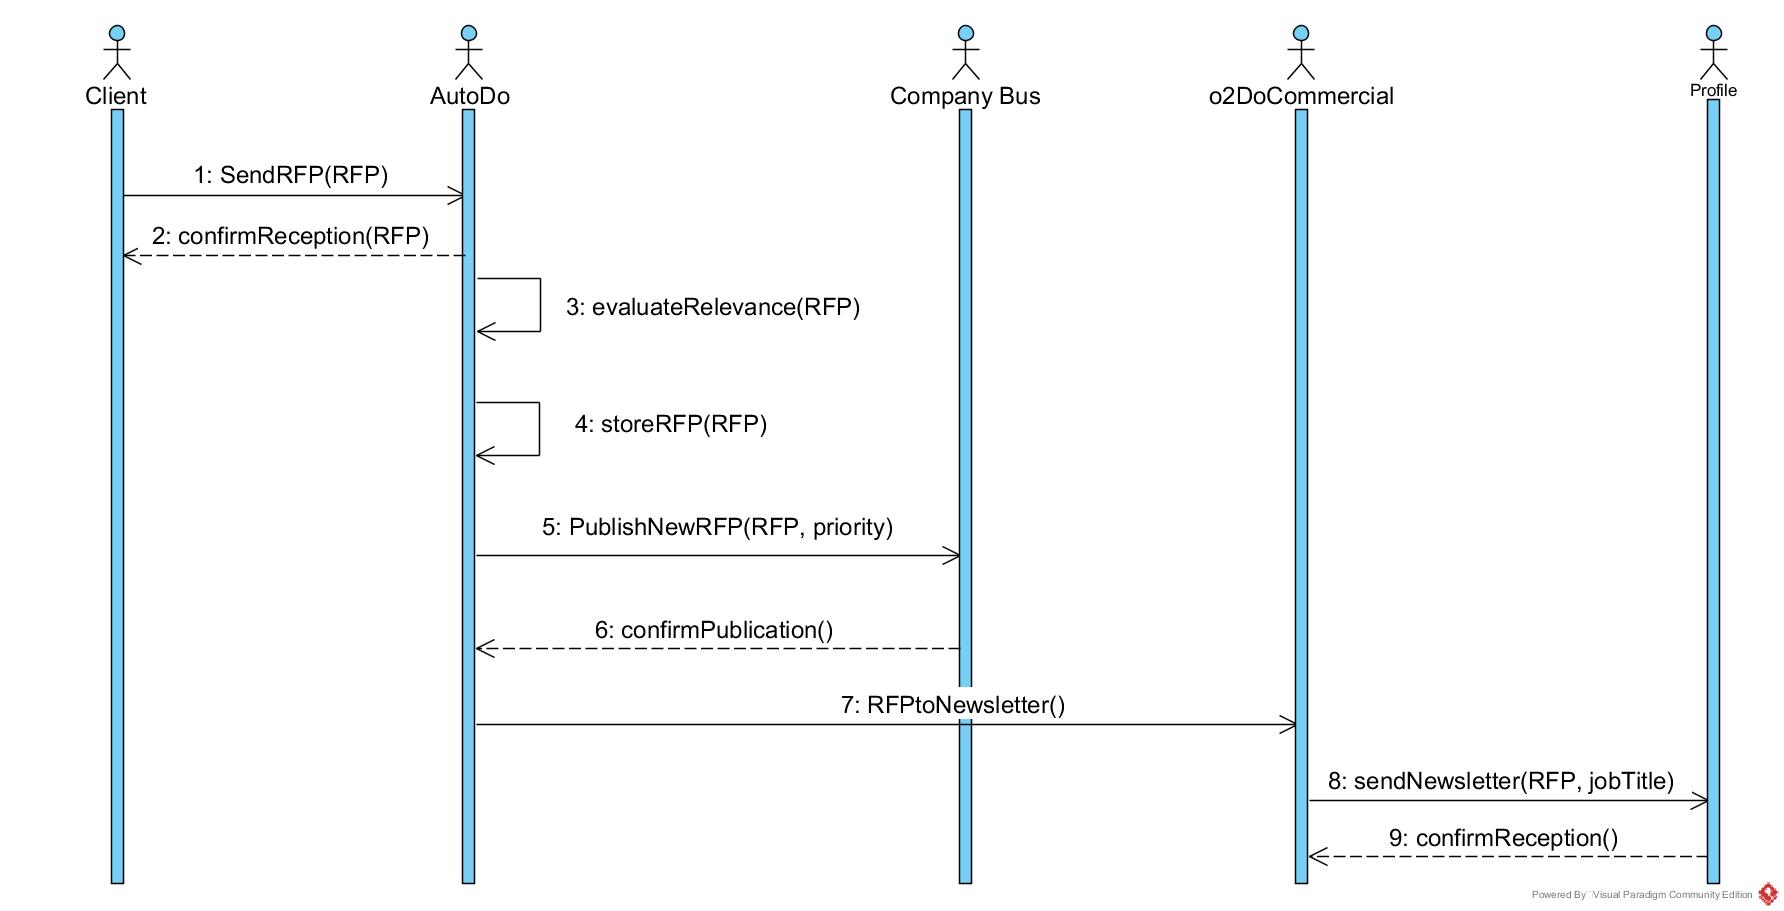 Client
AutoDo
Company Bus
o2DoCommercial
Profile
1: SendRFP(RFP)
2: confirmReception(RFP)
3: evaluateRelevance(RFP)
4: storeRFP(RFP)
5: PublishNewRFP(RFP, priority)
6: confirmPublication()
7: RFPtoNewsletter()
8: sendNewsletter(RFP, jobTitle)
9: confirmReception()
Powered By Visual Paradigm Community Edition